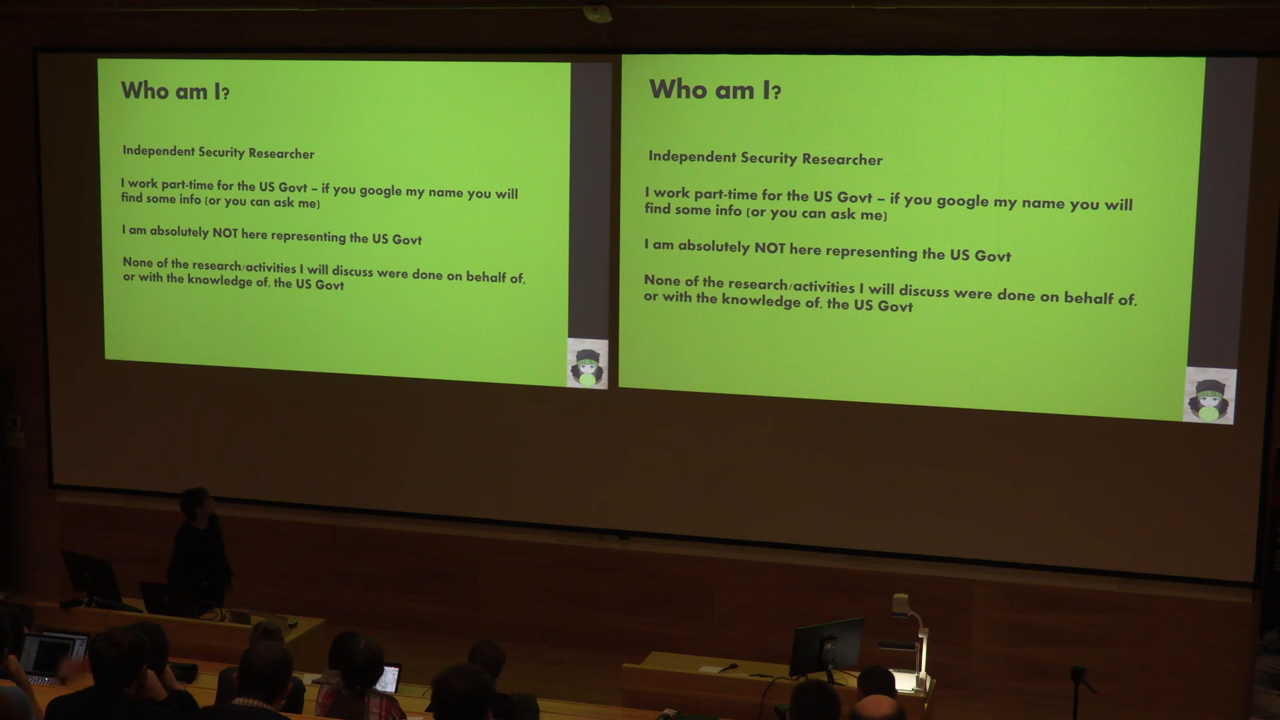 Who am I?
Independent Security Researcher
I work part-time for the US Govt – if you google my name you will
find some info (or you can ask me)
I am absolutely NOT here representing the US Govt
None of the research/activities I will discuss were done on behalf of,
or with the knowledge of, the US Govt
Who am I?
Independent Security Researcher
I work part-time for the US Govt – if you google my name you will
find some info (or you can ask me)
I am absolutely NOT here representing the US Govt
None of the research/activities I will discuss were done on behalf of,
or with the knowledge of, the US Govt